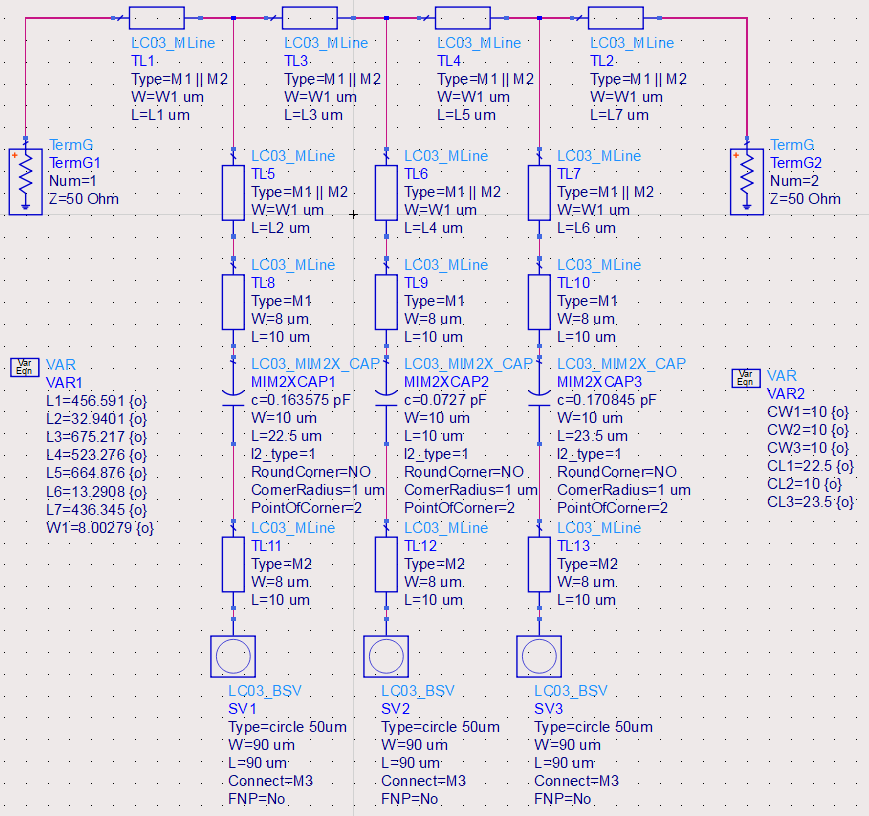 LC03_MLine
TL1
Type=M1 || M2
W=W1 um
L=L1 um
LC03_MLine
TL3
Type=M1 || M2
W=W1 um
L=L3 um
LC03_MLine
TL4
Type=M1 || M2
W=W1 um
L=L5 um
LC03_MLine
TL2
Type=M1 || M2
W=W1 um
L=L7 um
TermG
TermG1
Num=1
Z=50 Ohm
LC03_MLine
TL5
Type=M1 || M2
W=W1 um
L=L2 um
LC03_MLine
TL6
Type=M1 || M2
W=W1 um
L=L4 um
LC03_MLine
TL7
Type=M1 || M2
W=W1 um
L=L6 um
TermG
TermG2
Num=2
Z=50 Ohm
LC03_MLine
TL8
Type=M1
W=8 um
L=10 um
LC03_MLine
TL9
Type=M1
W=8 um
L=10 um
LC03_MLine
TL10
Type=M1
W=8 um
L=10 um
Var
Eqn
VAR
VAR1
L1=456.591 {o}
L2=32.9401 {o}
L3=675.217 {o}
L4=523.276 {o}
L5=664.876 {o}
L6=13.2908 {o}
L7=436.345 {o}
W1=8.00279 {o}
LC03_MIM2X_CAP
MIM2XCAP1
c=0.163575 pF
W=10 um
L=22.5 um
l2_type=1
RoundCorner=NO
CornerRadius=1 um
PointOfCorner=2
LC03_MIM2X_CAP
MIM2XCAP2
c=0.0727 pF
W=10 um
L=10 um
l2_type=1
RoundCorner=NO
CornerRadius=1 um
PointOfCorner=2
LC03_MIM2X_CAP
MIM2XCAP3
c=0.170845 pF
W=10 um
L=23.5 um
l2_type=1
RoundCorner=NO
CornerRadius=1 um
PointOfCorner=2
Var
Eqn
VAR
VAR2
CW1=10 {o}
CW2=10 {o}
CW3=10 {o}
CL1=22.5 {o}
CL2=10 {o}
CL3=23.5 {o}
LC03_MLine
TL11
Type=M2
W=8 um
L=10 um
LC03_MLine
TL12
Type=M2
W=8 um
L=10 um
LC03_MLine
TL13
Type=M2
W=8 um
L=10 um
LC03_BSV
SV1
Type=circle 50um
W=90 um
L=90 um
Connect=M3
FNP=No
LC03_BSV
SV2
Type=circle 50um
W=90 um
L=90 um
Connect=M3
FNP=No
LC03_BSV
SV3
Type=circle 50um
W=90 um
L=90 um
Connect=M3
FNP=No